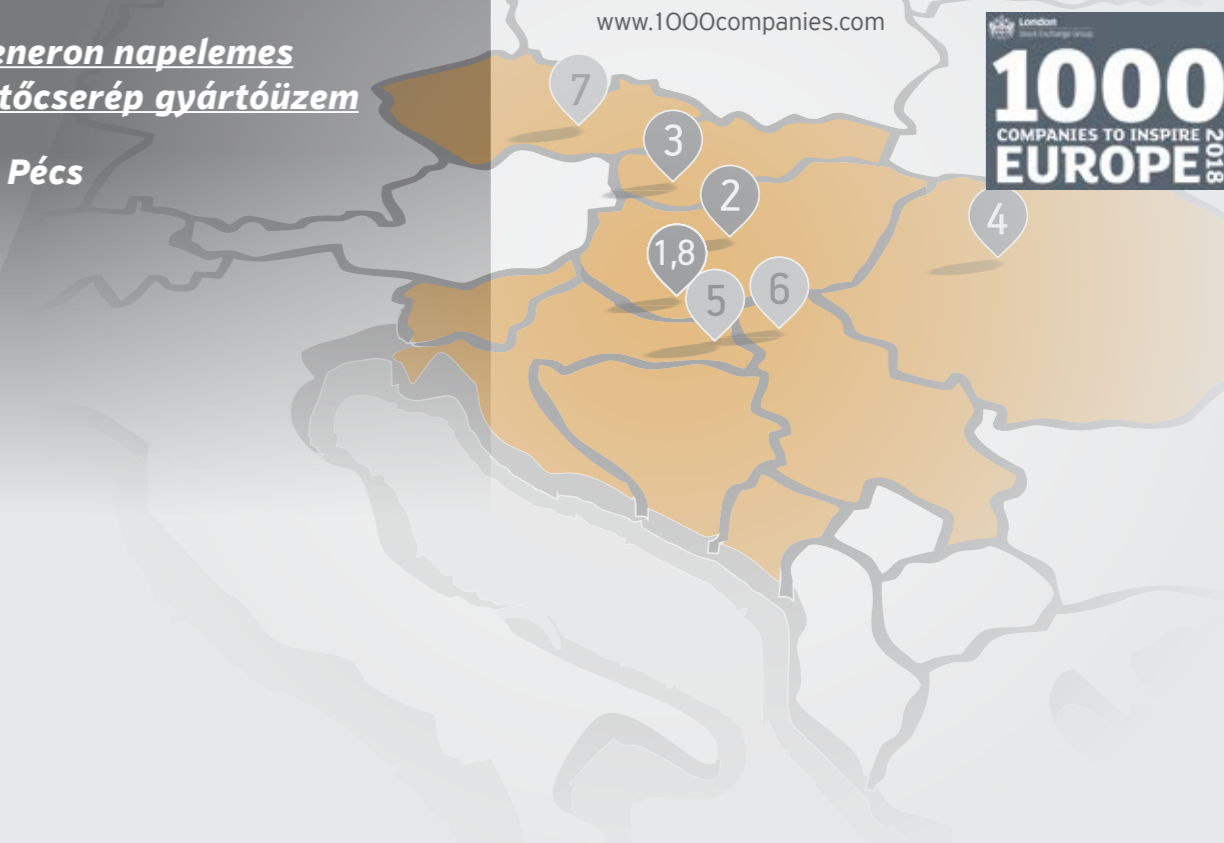 eneron napelemes
tőcserép gyártóüzem
Pécs
www.1000companies.com
London
Stock Exchange Group
1000
COMPANIES TO INSPIRE
EUROPE
2018
7
3
2
4
1,8
5
6